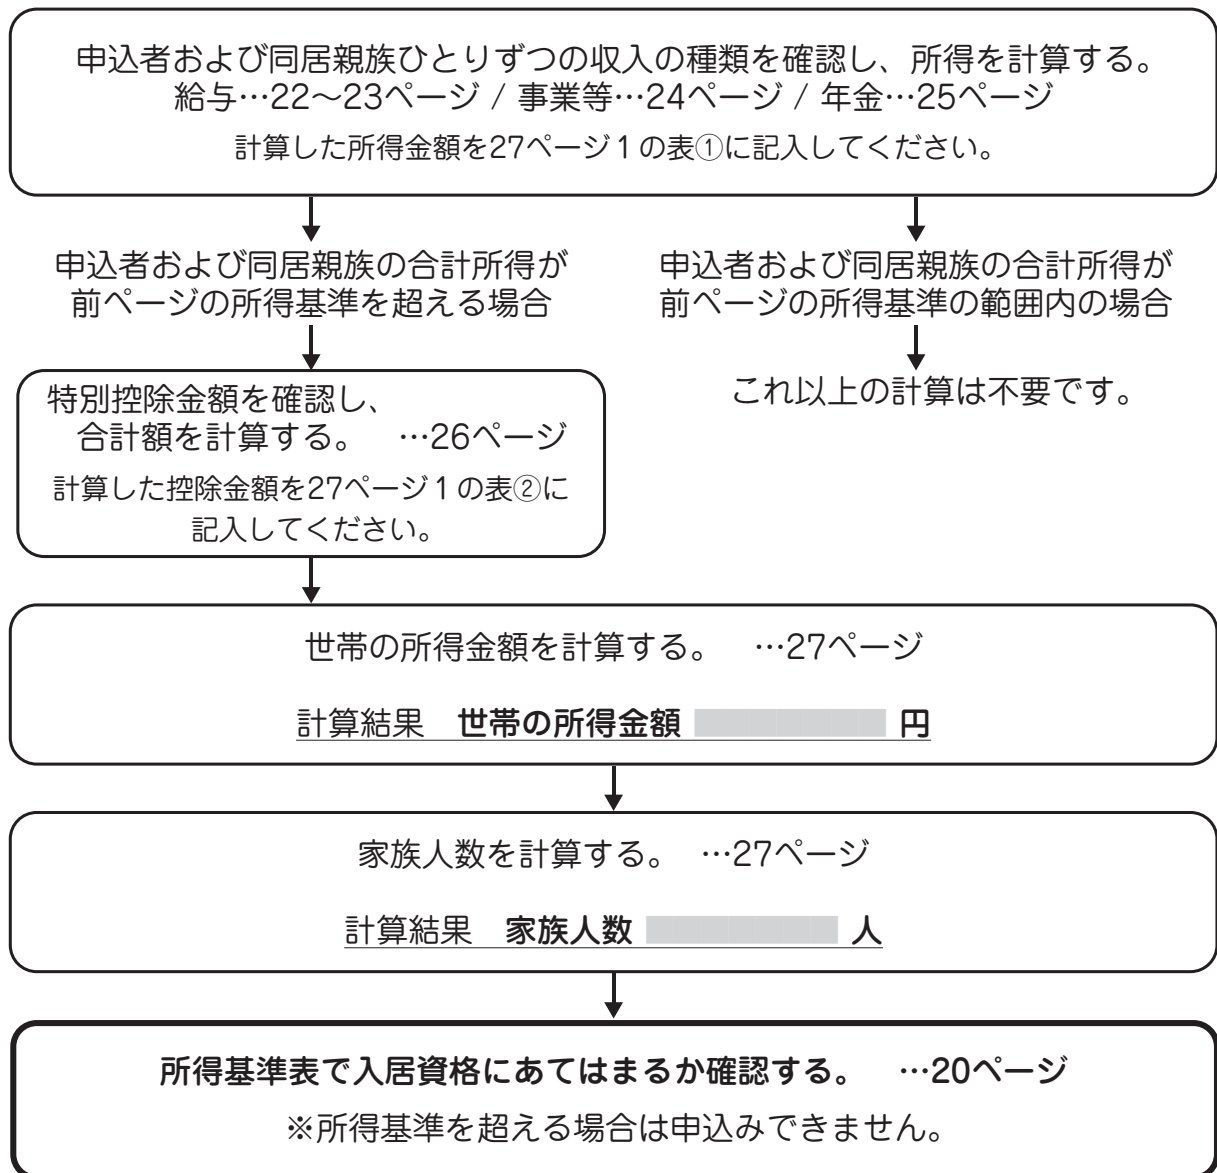 申込者および同居親族ひとりずつの収入の種類を確認し、所得を計算する。
給与…22～23ページ / 事業等…24ページ / 年金…25ページ
計算した所得金額を27ページ１の表①に記入してください。
申込者および同居親族の合計所得が
前ページの所得基準を超える場合
申込者および同居親族の合計所得が
前ページの所得基準の範囲内の場合
特別控除金額を確認し、
合計額を計算する。　…26ページ
計算した控除金額を27ページ１の表②に
記入してください。
これ以上の計算は不要です。
世帯の所得金額を計算する。　…27ページ
計算結果　世帯の所得金額　円
家族人数を計算する。　…27ページ
計算結果　家族人数　人
所得基準表で入居資格にあてはまるか確認する。　…20ページ
※所得基準を超える場合は申込みできません。